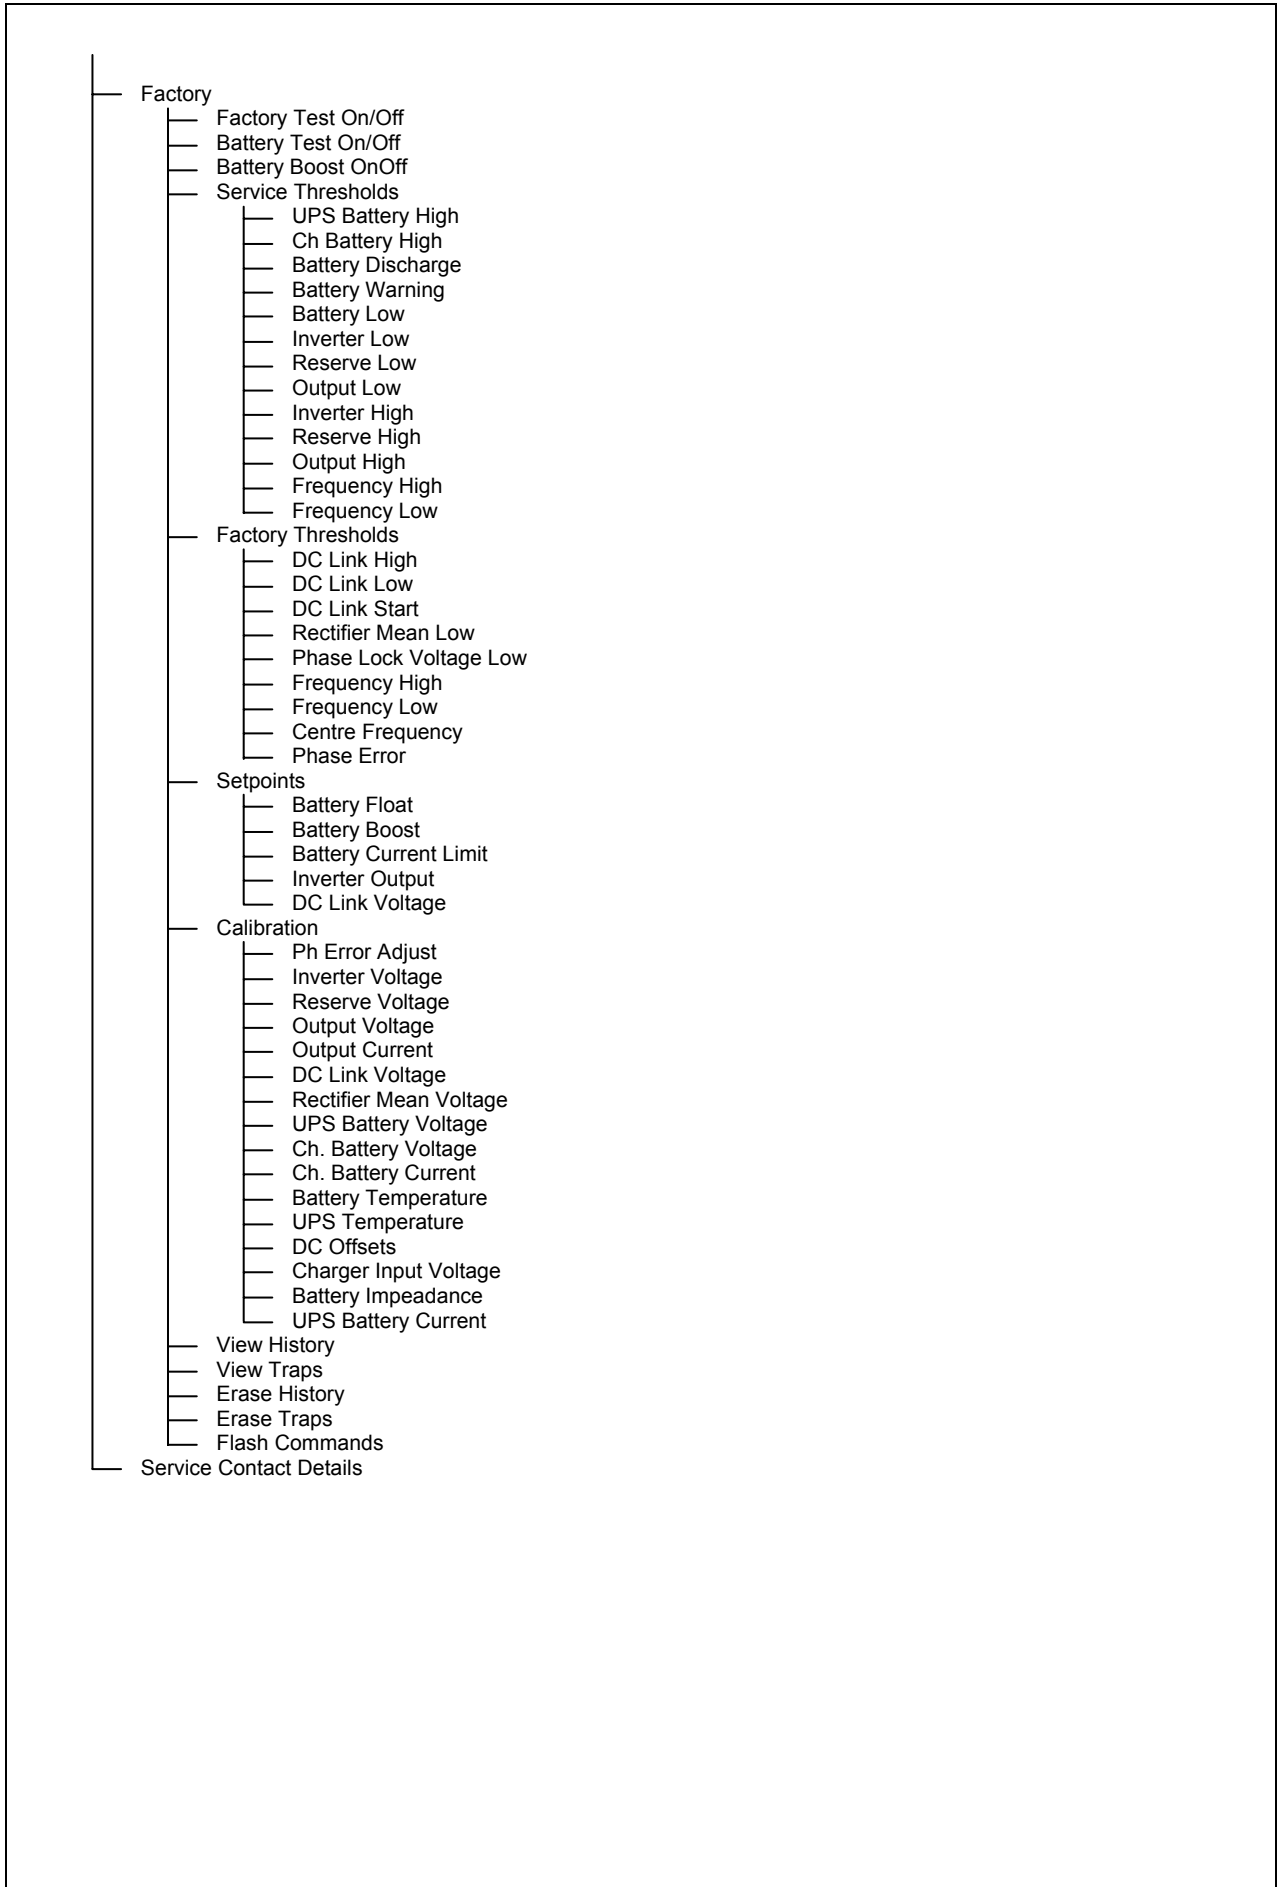 Factory
Factory Test On/Off
Battery Test On/Off
Battery Boost OnOff
Service Thresholds
UPS Battery High
Ch Battery High
Battery Discharge
Battery Warning
Battery Low
Inverter Low
Reserve Low
Output Low
Inverter High
Reserve High
Output High
Frequency High
Frequency Low
Factory Thresholds
DC Link High
DC Link Low
DC Link Start
Rectifier Mean Low
Phase Lock Voltage Low
Frequency High
Frequency Low
Centre Frequency
Phase Error
Setpoints
Battery Float
Battery Boost
Battery Current Limit
Inverter Output
DC Link Voltage
Calibration
Ph Error Adjust
Inverter Voltage
Reserve Voltage
Output Voltage
Output Current
DC Link Voltage
Rectifier Mean Voltage
UPS Battery Voltage
Ch. Battery Voltage
Ch. Battery Current
Battery Temperature
UPS Temperature
DC Offsets
Charger Input Voltage
Battery Impeadance
UPS Battery Current
View History
View Traps
Erase History
Erase Traps
Flash Commands
Service Contact Details